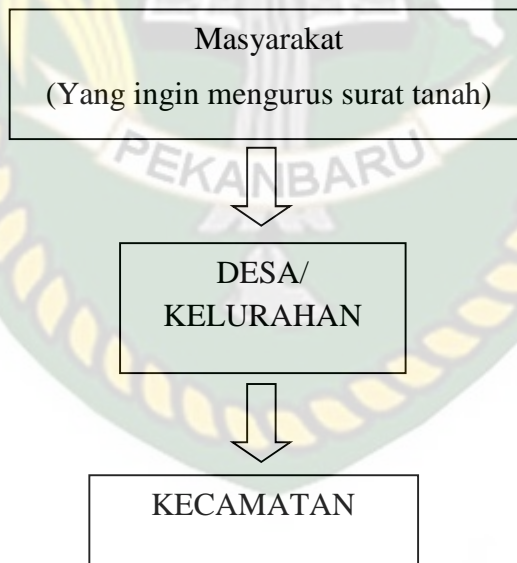 Masyarakat
(Yang ingin mengurus surat tanah)
PEKANBARU
DESA/
KELURAHAN
KECAMATAN